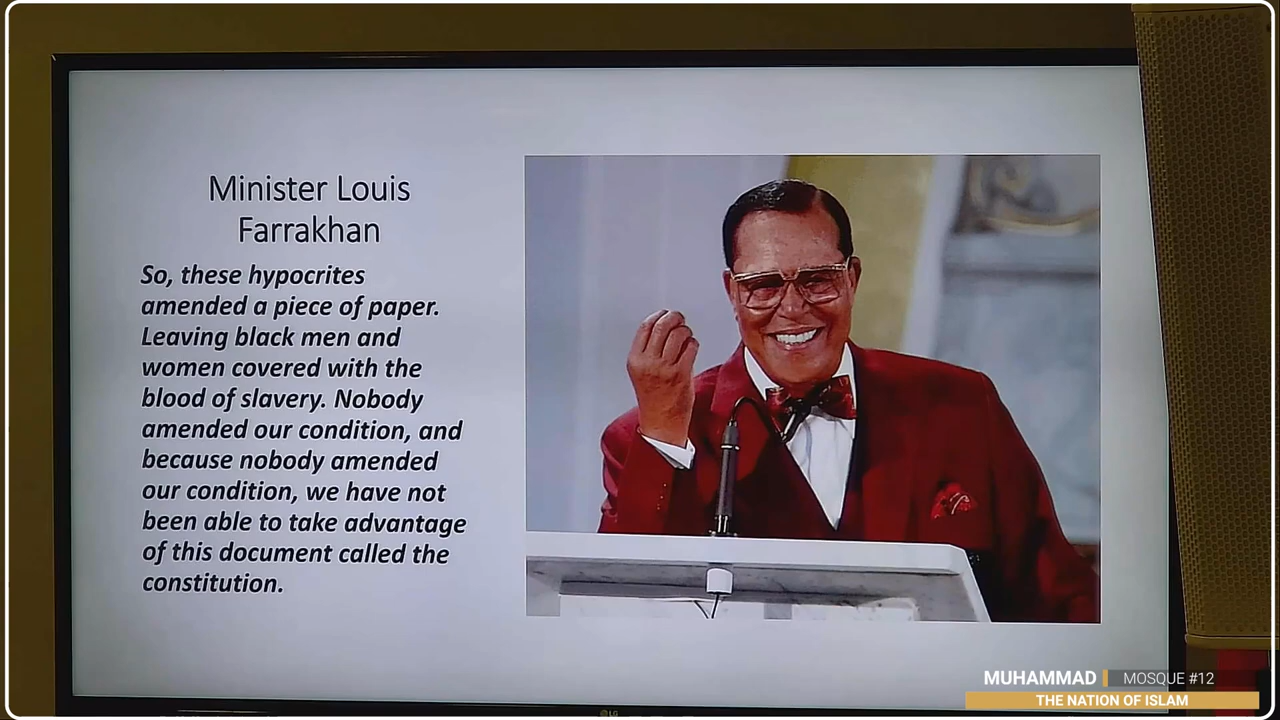 Minister Louis
Farrakhan
So, these hypocrites
amended a piece of paper.
Leaving black men and
women covered with the
blood of slavery. Nobody
amended our condition, and
because nobody amended
our condition, we have not
been able to take advantage
of this document called the
constitution.
LG
MUHAMMAD MOSQUE #12
THE NATION OF ISLAM